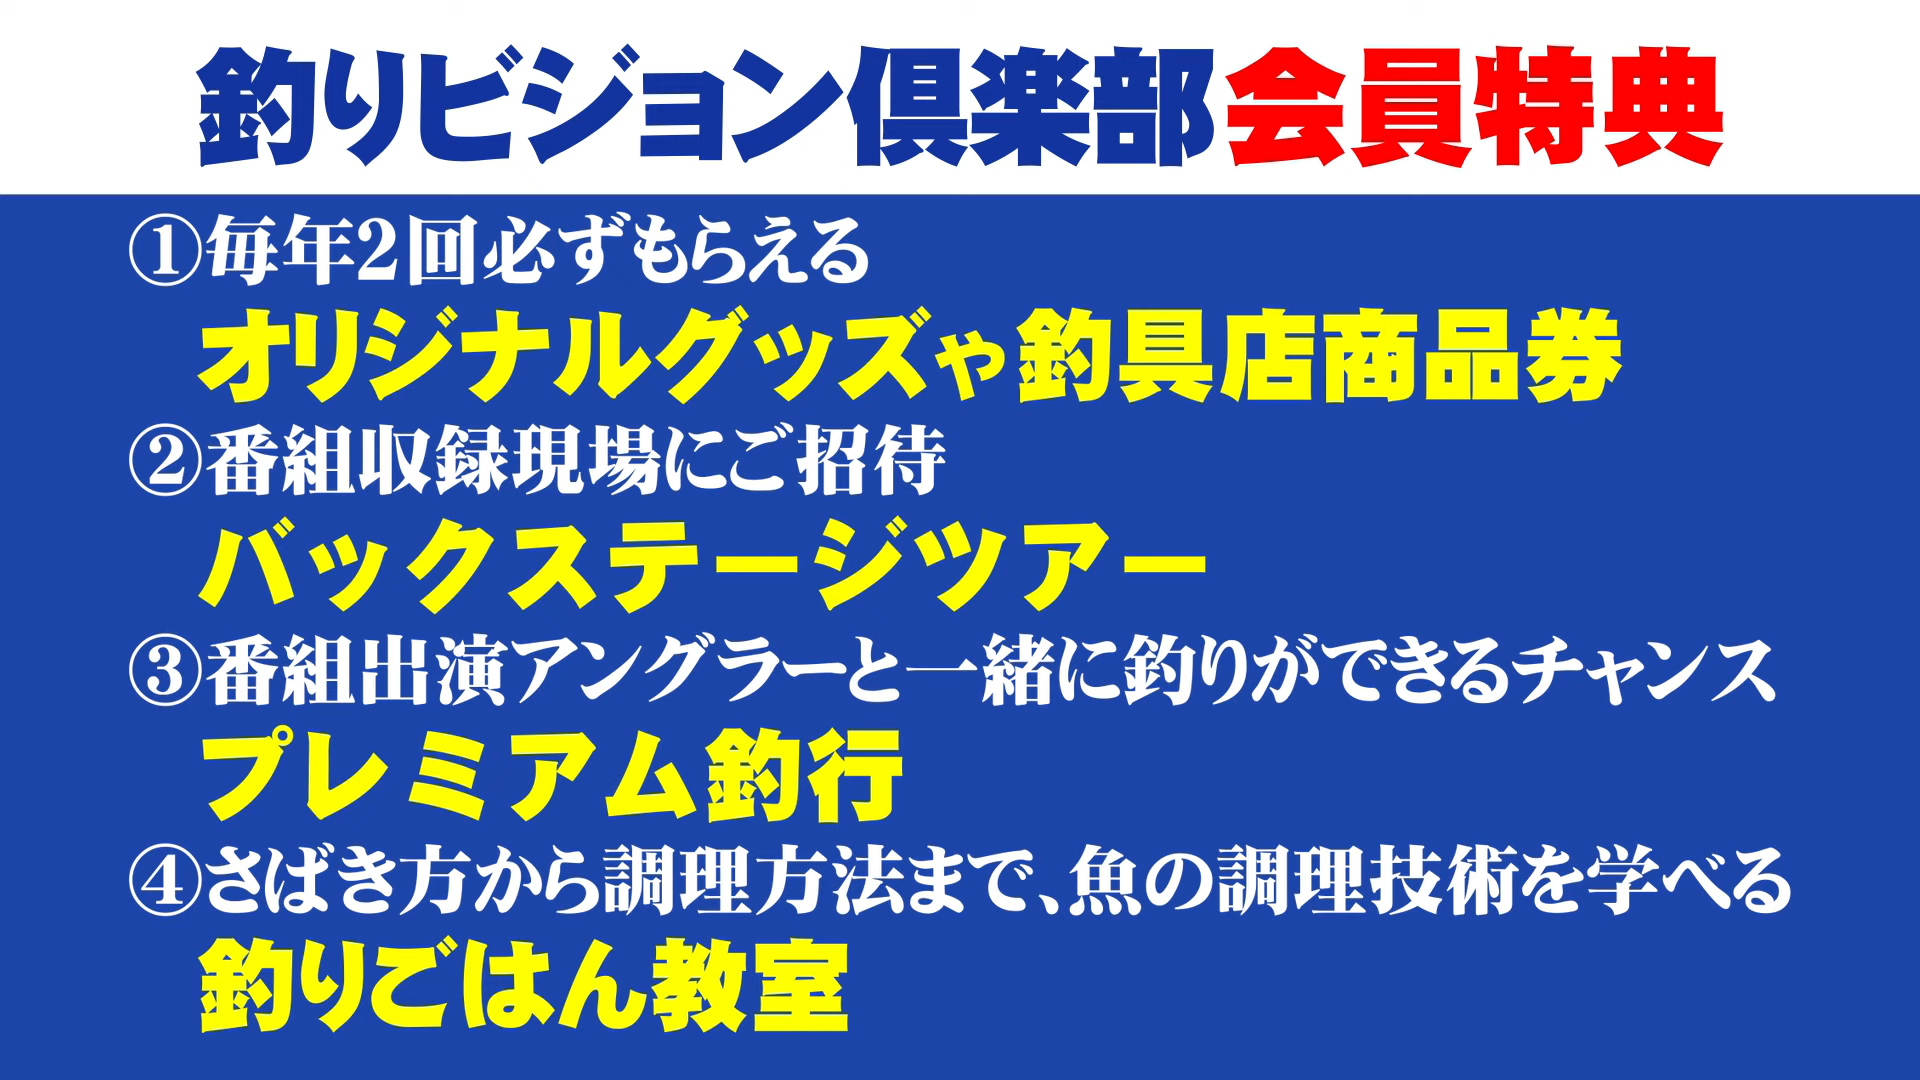 釣りビジョン倶楽部会員特典
①毎年2回必ずもらえる
オリジナルグッズや釣具店商品券
②番組収録現場にご招待
バックステージツアー
③番組出演アングラーと一緒に釣りができるチャンス
プレミアム釣行
④さばき方から調理方法まで、魚の調理技術を学べる
釣りごはん教室